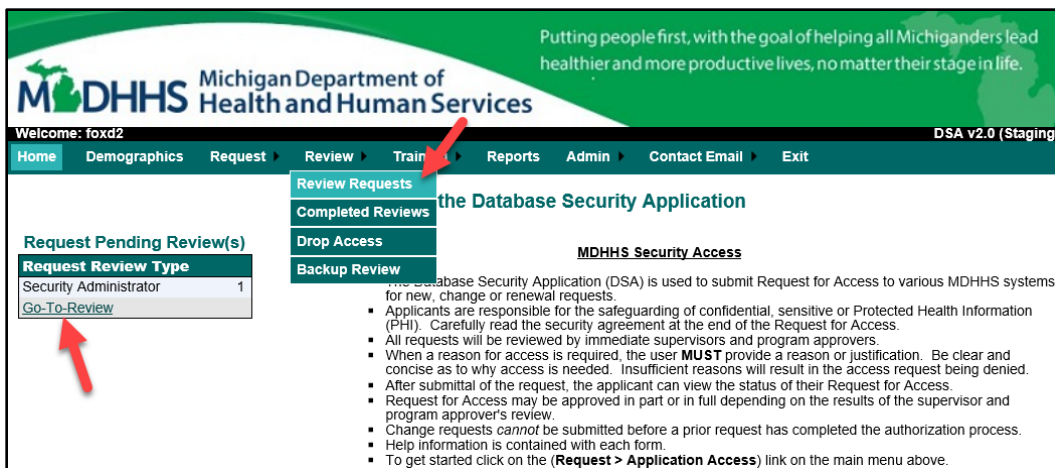 Putting people first, with the goal of helping all Michiganders lead
healthier and more productive lives, no matter their stage in life.
MDHHS Michigan Department of
Health and Human Services
Welcome: foxd2 DSA v2.0 (Staging
Home Demographics Request Review Reports Admin Contact Email Exit
Review Requests
Completed Reviews
Drop Access
Backup Review
the Database Security Application
Request Pending Review(s)
Request Review Type
Security Administrator 1
Go-To-Review
MDHHS Security Access
The Database Security Application (DSA) is used to submit Request for Access to various MDHHS systems
for new, change or renewal requests.
▪ Applicants are responsible for the safeguarding of confidential, sensitive or Protected Health Information
(PHI). Carefully read the security agreement at the end of the Request for Access.
▪ All requests will be reviewed by immediate supervisors and program approvers.
▪ When a reason for access is required, the user MUST provide a reason or justification. Be clear and
concise as to why access is needed. Insufficient reasons will result in the access request being denied.
▪ After submittal of the request, the applicant can view the status of their Request for Access.
▪ Request for Access may be approved in part or in full depending on the results of the supervisor and
program approver's review.
▪ Change requests cannot be submitted before a prior request has completed the authorization process.
▪ Help information is contained with each form.
▪ To get started click on the (Request > Application Access) link on the main menu above.